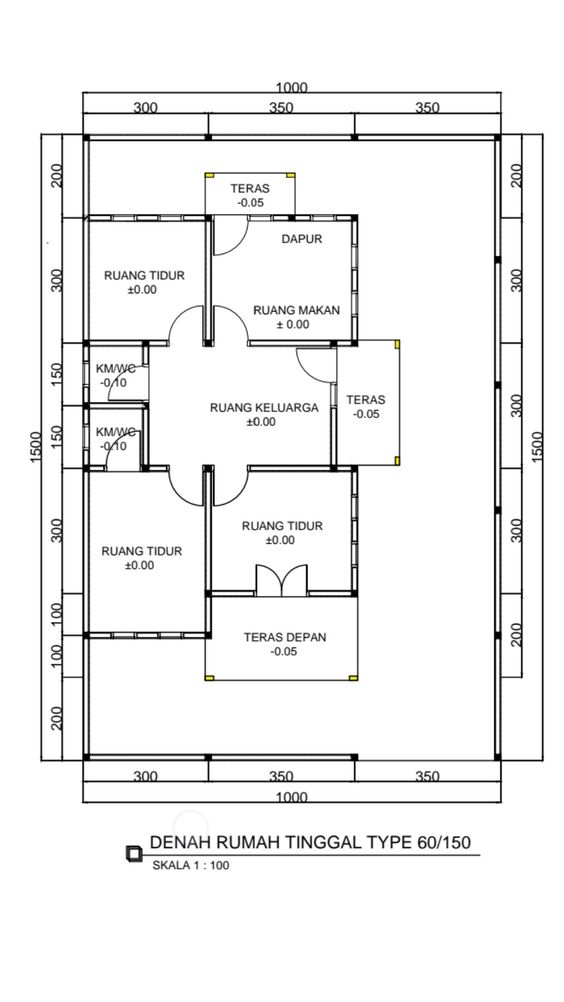 1000
300 350 350
200 200
TERAS
-0.05
DAPUR
300 300
RUANG TIDUR
±0.00
RUANG MAKAN
± 0.00
150
KM/WC
-0.10
300
TERAS
-0.05
RUANG KELUARGA
±0.00
1500 1500
150
KM/WC
-0.10
300 300
RUANG TIDUR
±0.00
RUANG TIDUR
±0.00
100
200
TERAS DEPAN
-0.05
100
200
300 350 350
1000
DENAH RUMAH TINGGAL TYPE 60/150
SKALA 1 : 100